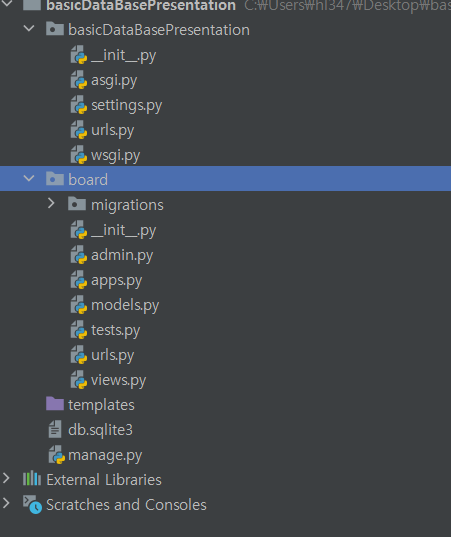 basicDataBasePresentation C:₩Users₩hl347₩Desktop₩bas
basicDataBasePresentation
__init__.py
asgi.py
settings.py
urls.py
wsgi.py
board
migrations
__init__.py
admin.py
apps.py
models.py
tests.py
urls.py
views.py
templates
db.sqlite3
manage.py
External Libraries
Scratches and Consoles